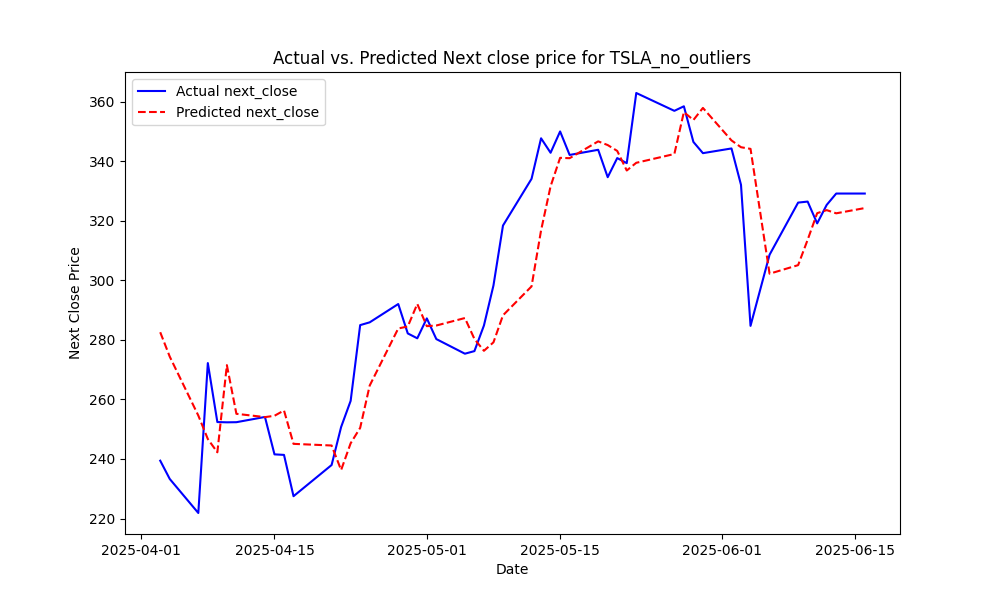 Actual vs. Predicted Next close price for TSLA_no_outliers
Actual next_close
Predicted next_close
Next Close Price
360
340
320
300
280
260
240
220
2025-04-01
2025-04-15
2025-05-01
2025-05-15
2025-06-01
2025-06-15
Date